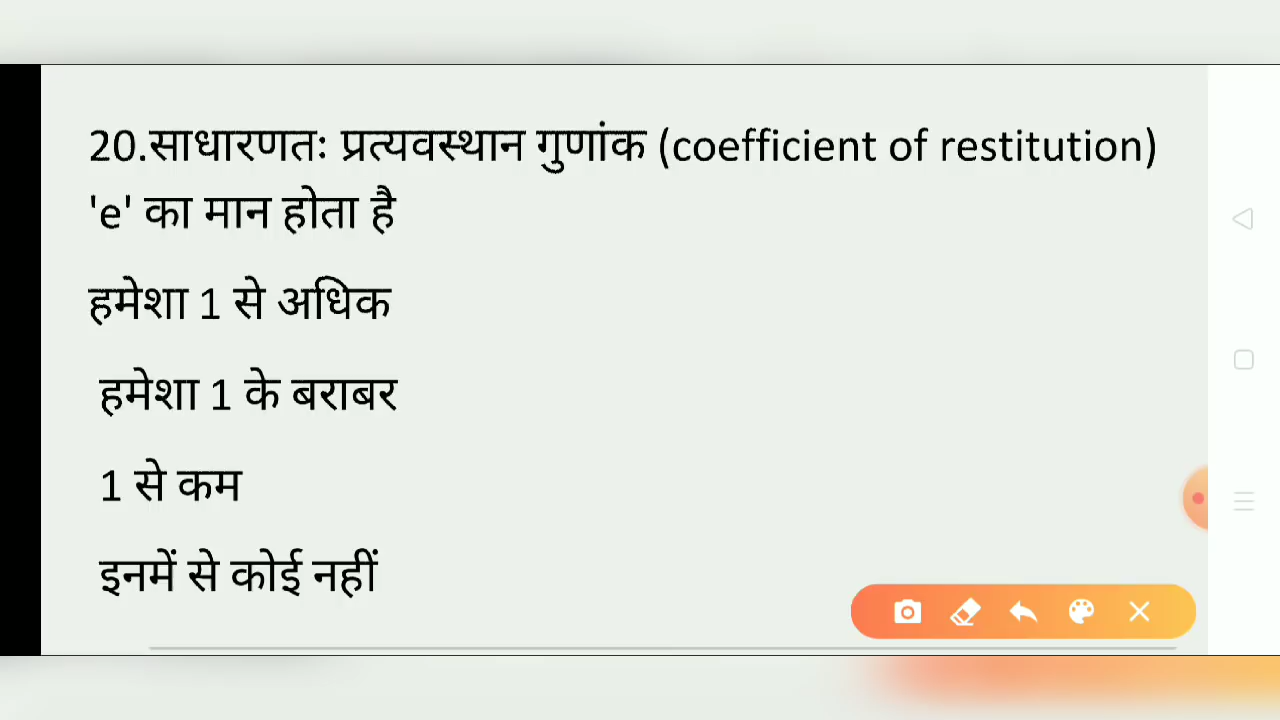 20.साधारणतः प्रत्यवस्थान गुणांक (coefficient of restitution)
'e' का मान होता है
हमेशा 1 से अधिक
हमेशा 1 के बराबर
1 से कम
इनमें से कोई नहीं